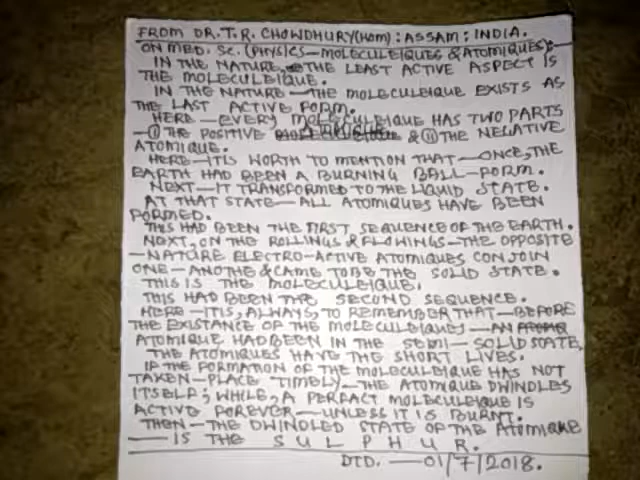 FROM DR. T. R. CHOWDHURY(HOM) : ASSAM ; INDIA.
ON MED. SC. (PHYSICS—MOLECULEIQUES & ATOMIQUES):—
IN THE NATURE, THE LEAST ACTIVE ASPECT IS
THE MOLECULEIQUE.
IN THE NATURE—THE MOLECULEIQUE EXISTS AS
THE LAST ACTIVE FORM.
HERE—EVERY MOLECULEIQUE HAS TWO PARTS
—(I) THE POSITIVE ATOMIQUE & (II) THE NEGATIVE
ATOMIQUE.
HERE—IT IS WORTH TO MENTION THAT—ONCE, THE
EARTH HAD BEEN A BURNING BALL—FORM.
NEXT—IT TRANSFORMED TO THE LIQUID STATE.
AT THAT STATE—ALL ATOMIQUES HAVE BEEN
FORMED.
THIS HAD BEEN THE FIRST SEQUENCE OF THE EARTH.
NEXT, ON THE ROLLINGS & FLOWINGS—THE OPPOSITE
—NATURE ELECTRO-ACTIVE ATOMIQUES CONJOIN
ONE—ANOTHE & CAME TO BE THE SOLID STATE.
THIS IS THE MOLECULEIQUE.
THIS HAD BEEN THE SECOND SEQUENCE.
HERE—IT IS, ALWAYS, TO REMEMBER THAT—BEFORE
THE EXISTANCE OF THE MOLECULEIQUES—AN
ATOMIQUE HAD BEEN IN THE SEMI—SOLID STATE.
THE ATOMIQUES HAVE THE SHORT LIVES.
IF THE FORMATION OF THE MOLECULEIQUE HAS NOT
TAKEN—PLACE TIMELY—THE ATOMIQUE DWINDLES
ITSELF; WHILE, A PERFACT MOLECULEIQUE IS
ACTIVE FOREVER—UNLESS IT IS BURNT.
THEN—THE DWINDLED STATE OF THE ATOMIQUE
—IS THE SULPHUR.
DTD.—01/7/2018.